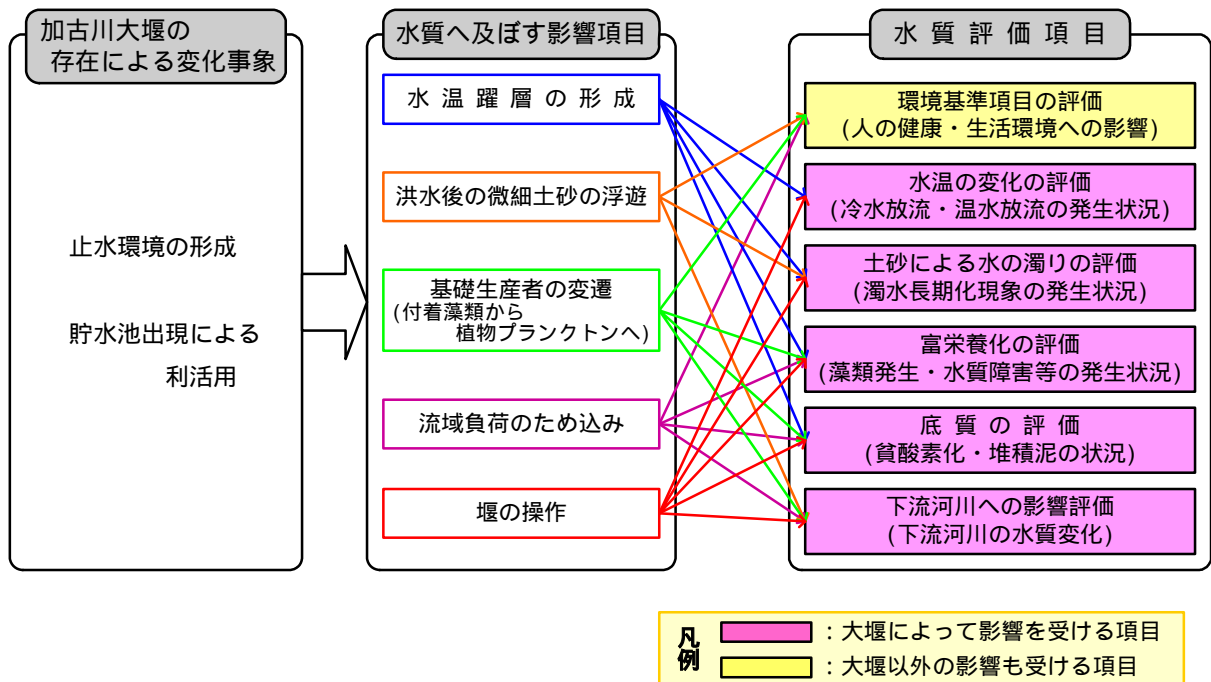 加古川大堰の
存在による変化事象
止水環境の形成
貯水池出現による
利活用
水質へ及ぼす影響項目
水温躍層の形成
洪水後の微細土砂の浮遊
基礎生産者の変遷
(付着藻類から
植物プランクトンへ)
流域負荷のため込み
堰の操作
水質評価項目
環境基準項目の評価
(人の健康・生活環境への影響)
水温の変化の評価
(冷水放流・温水放流の発生状況)
土砂による水の濁りの評価
(濁水長期化現象の発生状況)
富栄養化の評価
(藻類発生・水質障害等の発生状況)
底質の評価
(貧酸素化・堆積泥の状況)
下流河川への影響評価
(下流河川の水質変化)
凡例
：大堰によって影響を受ける項目
：大堰以外の影響も受ける項目